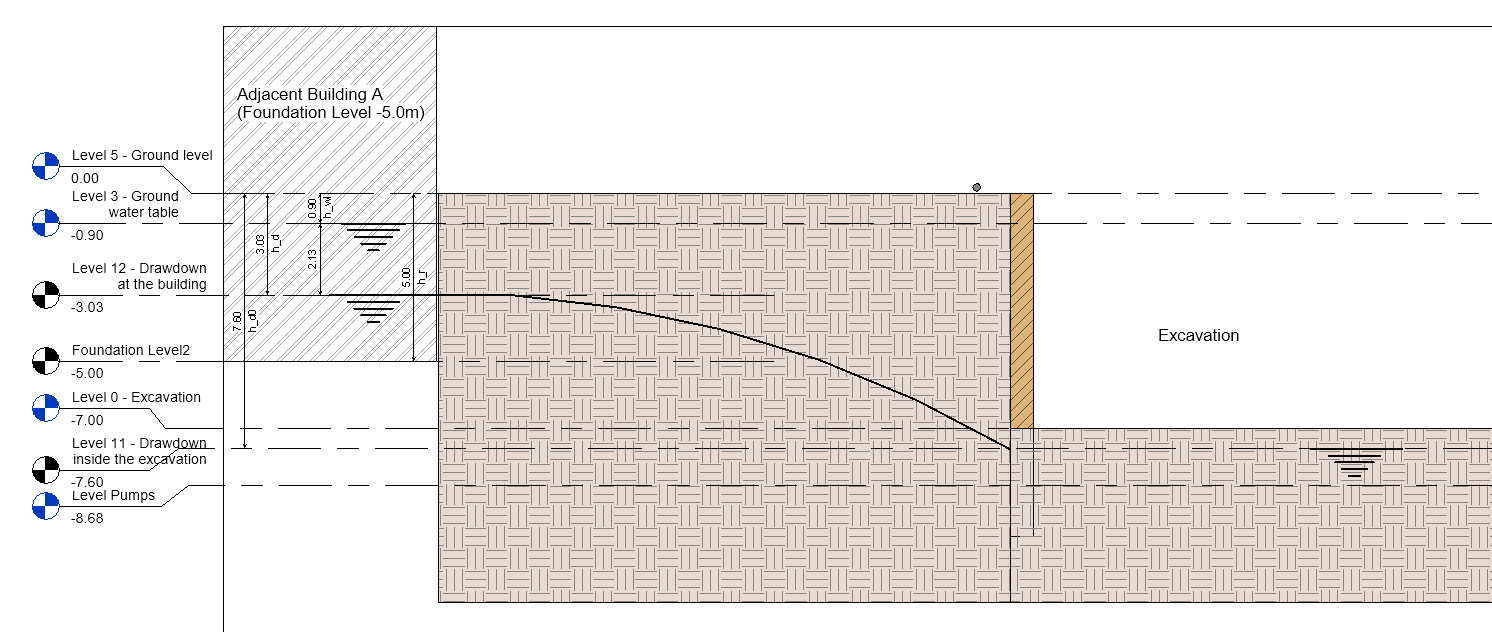 Adjacent Building A
(Foundation Level -5.0m)
Level 5 - Ground level
0.00
Level 3 - Ground
water table
-0.90
Level 12 - Drawdown
at the building
-3.03
Foundation Level2
-5.00
Level 0 - Excavation
-7.00
Level 11 - Drawdown
inside the excavation
-7.60
Level Pumps
-8.68
7.60
h_d0
3.03
h_d
0.90
h_wl
2.13
5.00
h_r
Excavation